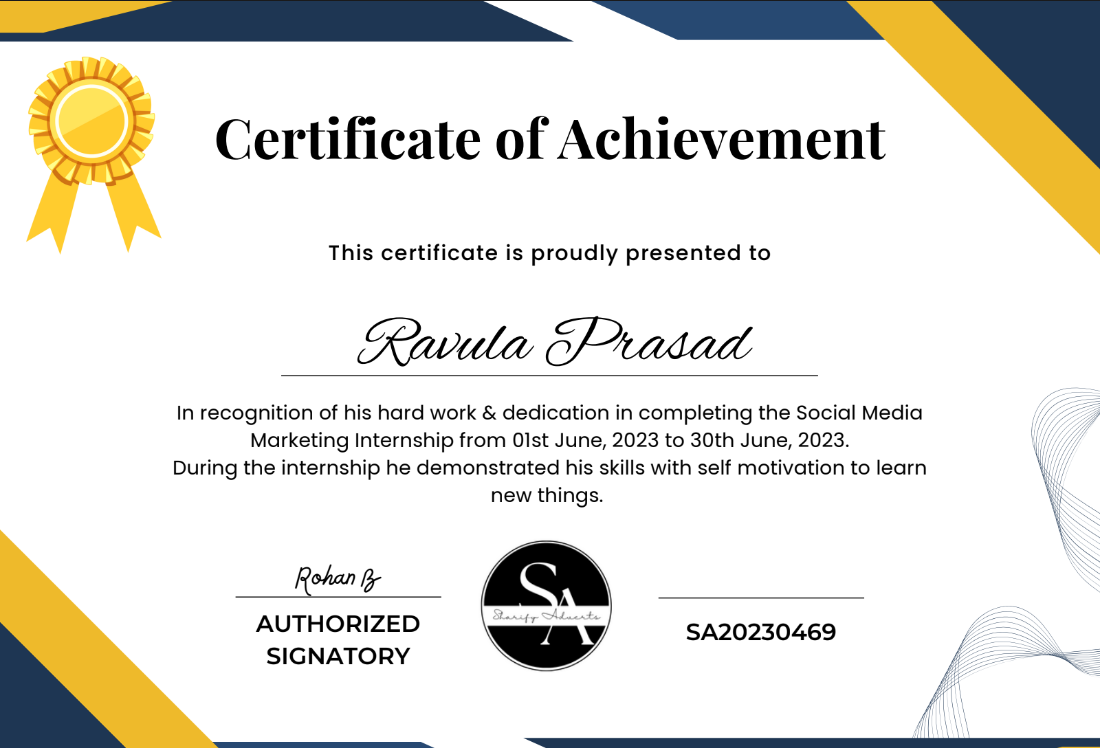 Certificate of Achievement
This certificate is proudly presented to
Ravula Prasad
In recognition of his hard work & dedication in completing the Social Media
Marketing Internship from 01st June, 2023 to 30th June, 2023.
During the internship he demonstrated his skills with self motivation to learn
new things.
Rohan B
AUTHORIZED
SIGNATORY
SA
Sharify Adverts
SA20230469